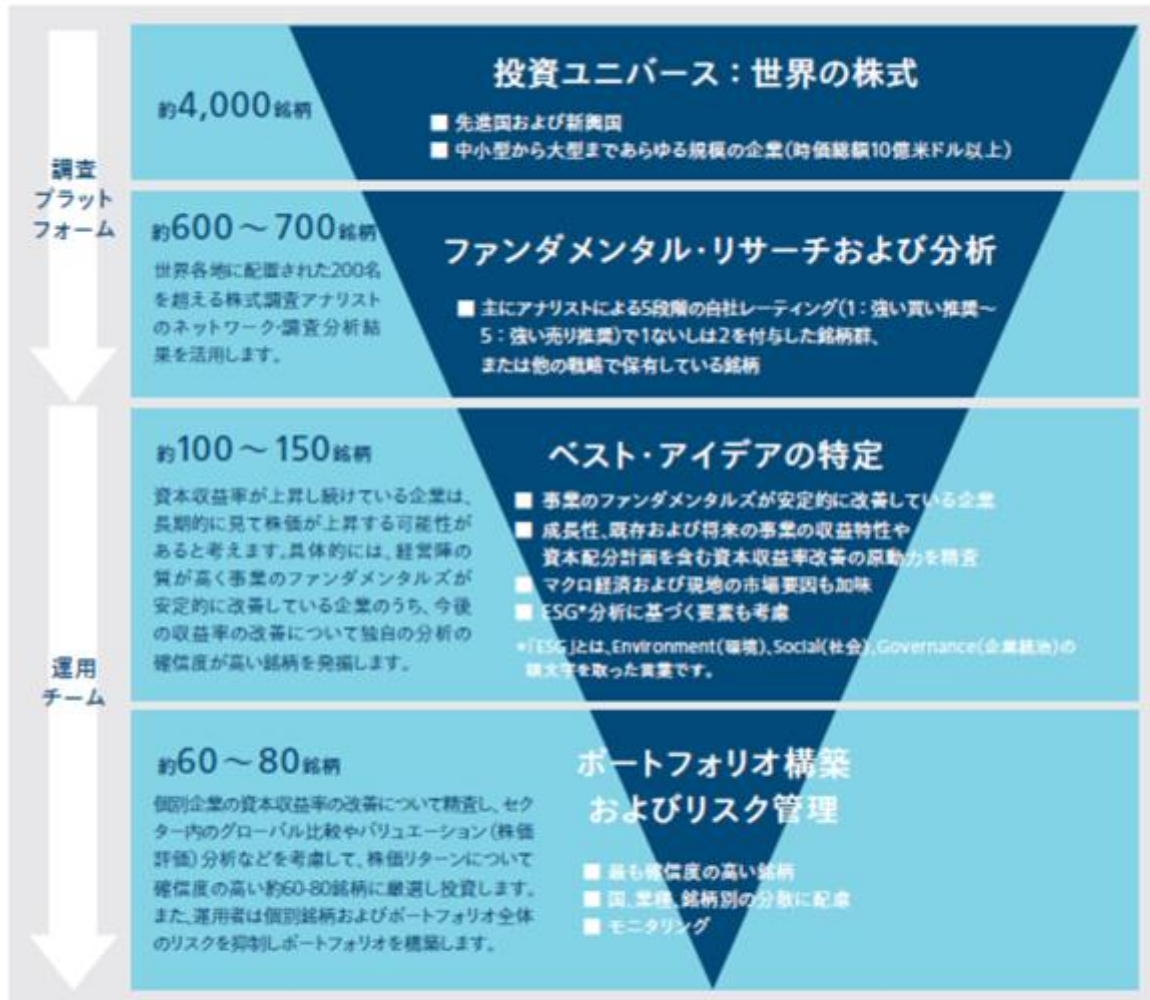 調査
プラット
フォーム
約4,000銘柄
投資ユニバース：世界の株式
■ 先進国および新興国
■ 中小型から大型まであらゆる規模の企業（時価総額10億米ドル以上）
約600～700銘柄
世界各地に配置された200名
を超える株式調査アナリスト
のネットワーク・調査分析結
果を活用します。
ファンダメンタル・リサーチおよび分析
■ 主にアナリストによる5段階の自社レーティング（1：強い買い推奨～
5：強い売り推奨）で1ないしは2を付与した銘柄群、
または他の戦略で保有している銘柄
運用
チーム
約100～150銘柄
資本収益率が上昇し続けている企業は、
長期的に見て株価が上昇する可能性が
あると考えます。具体的には、経営陣の
質が高く事業のファンダメンタルズが
安定的に改善している企業のうち、今後
の収益率の改善について独自の分析の
確信度が高い銘柄を発掘します。
ベスト・アイデアの特定
■ 事業のファンダメンタルズが安定的に改善している企業
■ 成長性、既存および将来の事業の収益特性や
資本配分計画を含む資本収益率改善の原動力を精査
■ マクロ経済および現地の市場要因も加味
■ ESG*分析に基づく要素も考慮
*「ESG」とは、Environment（環境）、Social（社会）、Governance（企業統治）の
頭文字を取った言葉です。
約60～80銘柄
個別企業の資本収益率の改善について精査し、セク
ター内のグローバル比較やバリュエーション（株価
評価）分析などを考慮して、株価リターンについて
確信度の高い約60-80銘柄に厳選し投資します。
また、運用者は個別銘柄およびポートフォリオ全体
のリスクを抑制しポートフォリオを構築します。
ポートフォリオ構築
およびリスク管理
■ 最も確信度の高い銘柄
■ 国、業種、銘柄別の分散に配慮
■ モニタリング